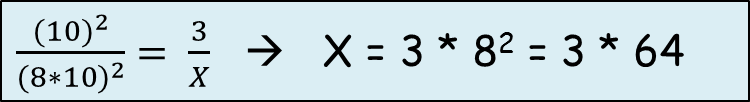 (10)²/(8*10)² = 3/X → X = 3 * 8² = 3 * 64